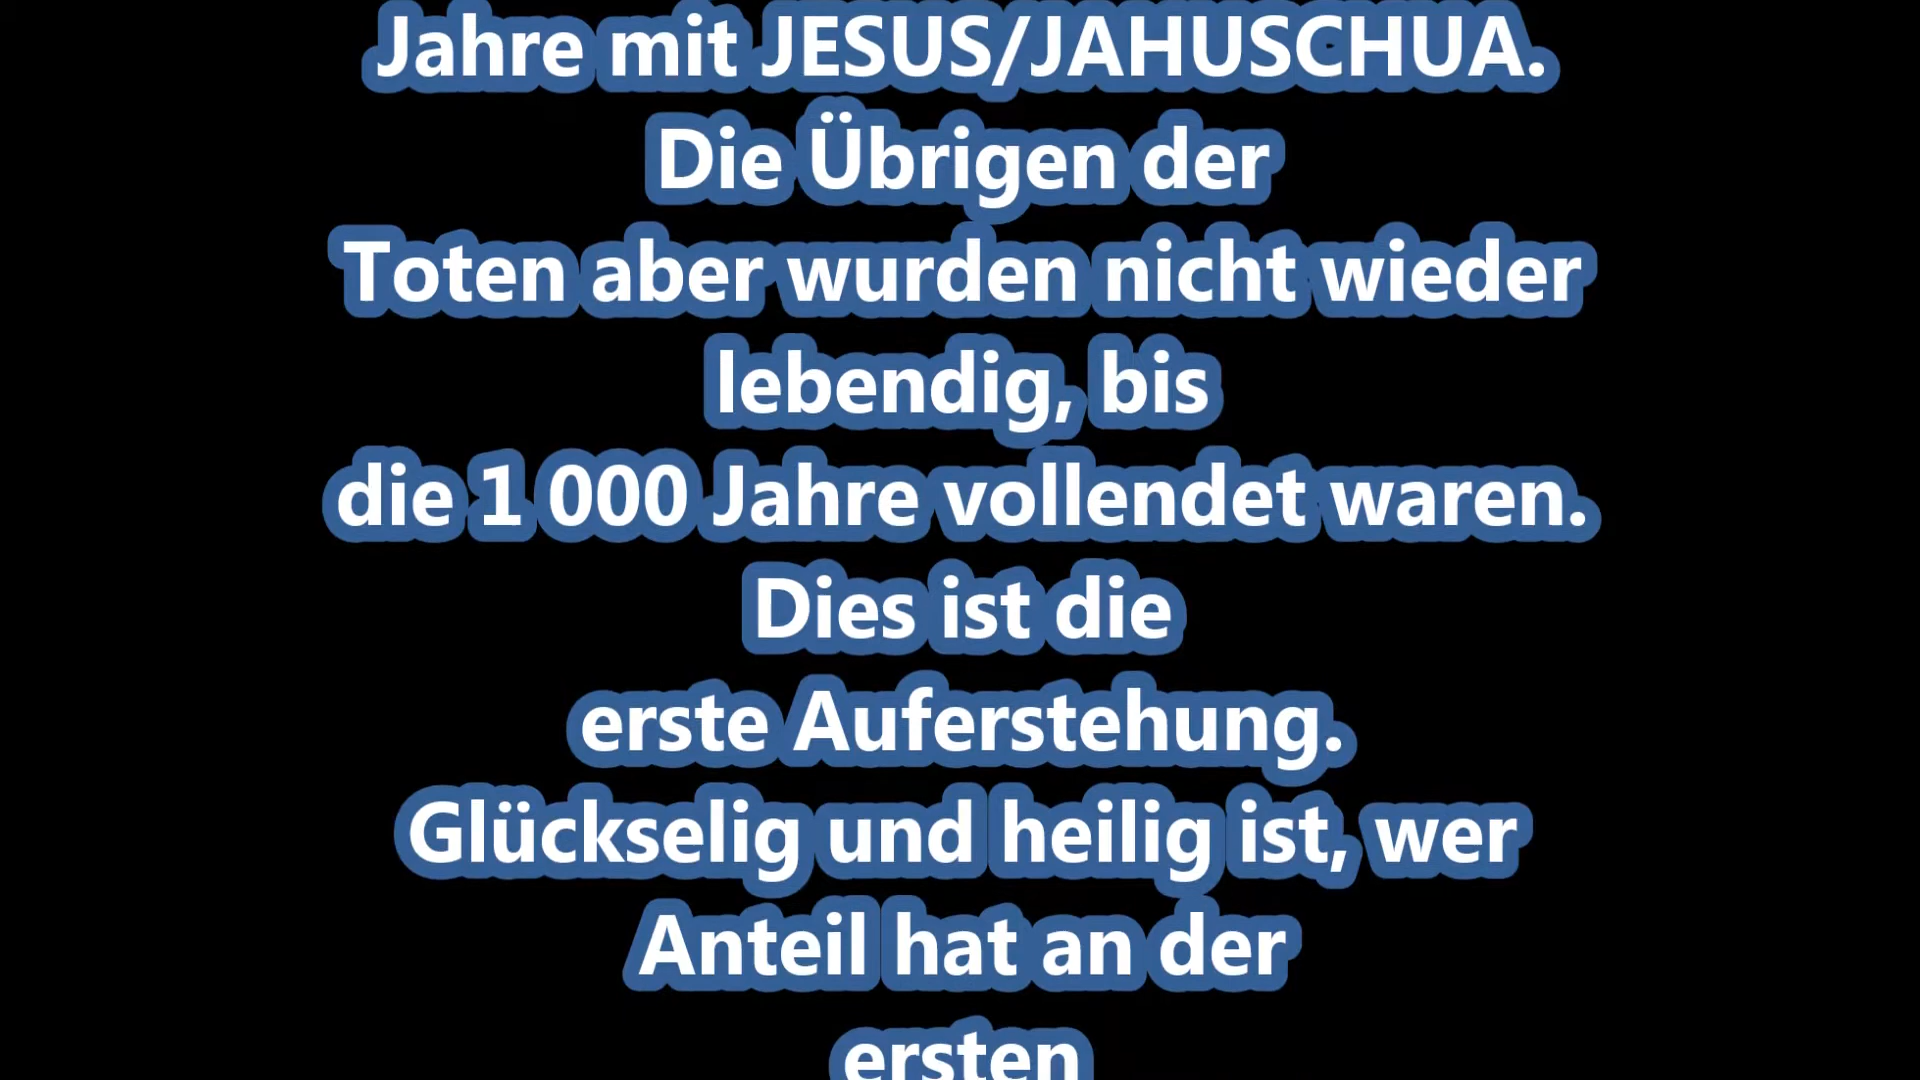 Jahre mit JESUS/JAHUSCHUA.
Die Übrigen der
Toten aber wurden nicht wieder
lebendig, bis
die 1 000 Jahre vollendet waren.
Dies ist die
erste Auferstehung.
Glückselig und heilig ist, wer
Anteil hat an der
ersten